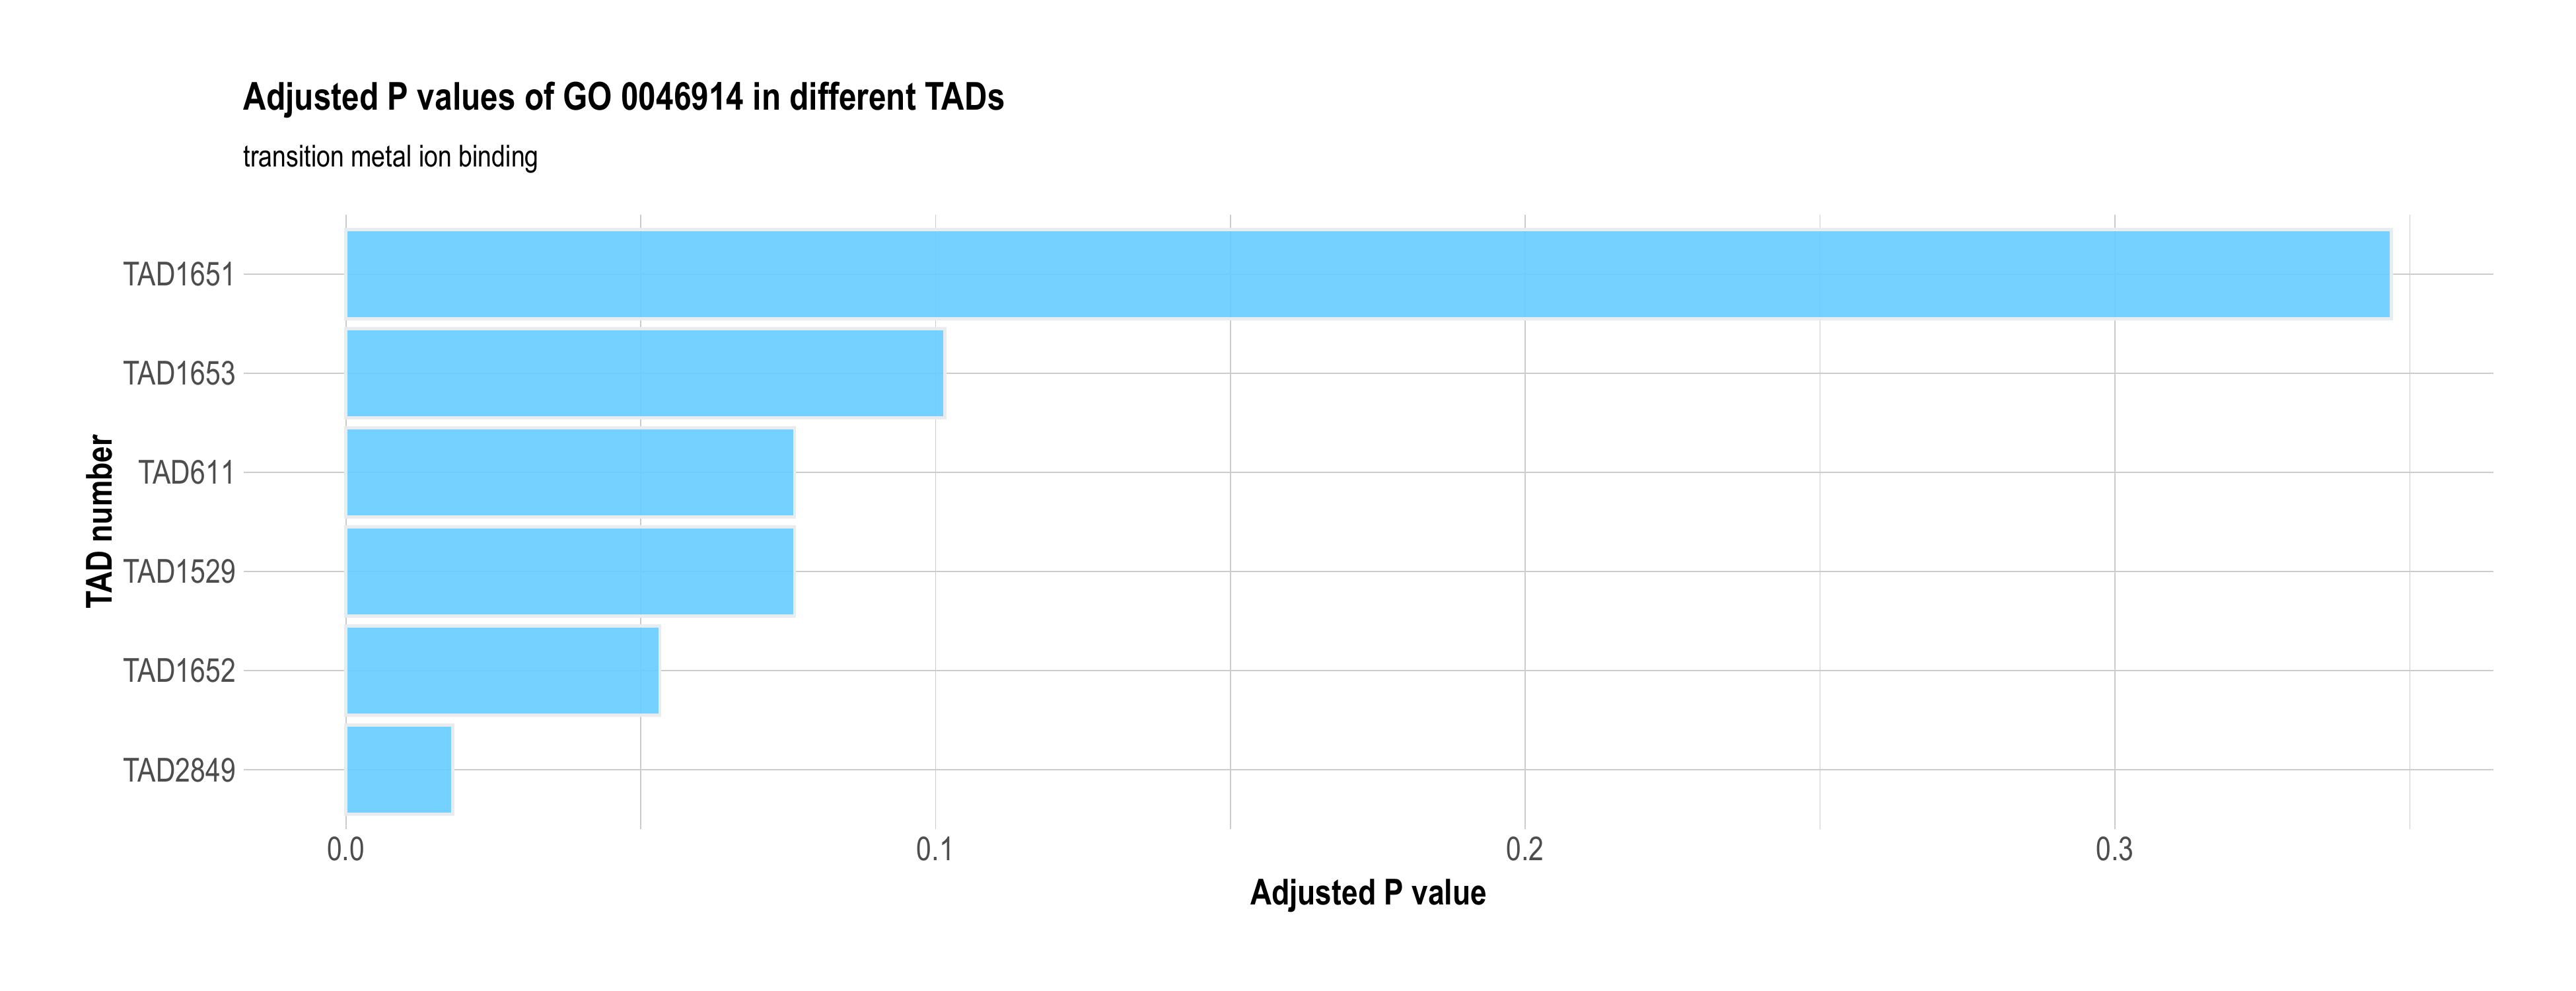 Adjusted P values of GO 0046914 in different TADs
transition metal ion binding
TAD number
TAD1651
TAD1653
TAD611
TAD1529
TAD1652
TAD2849
0.0 0.1 0.2 0.3
Adjusted P value